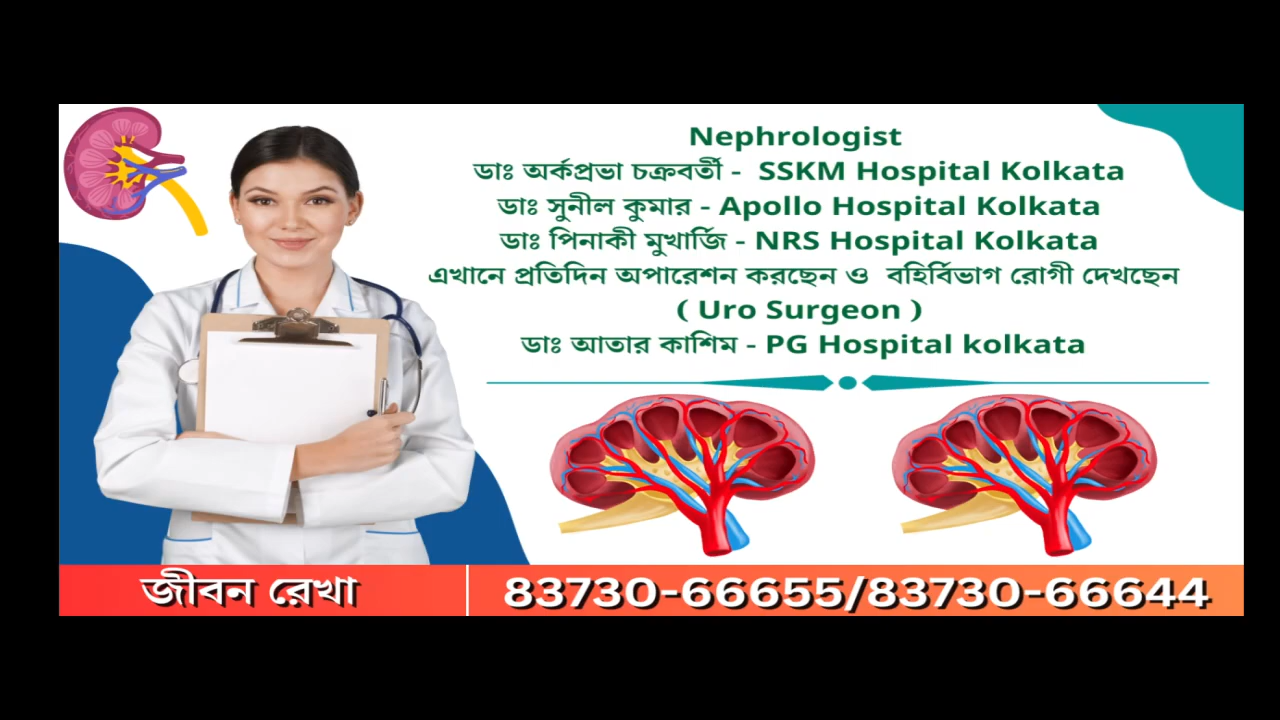 Nephrologist
ডাঃ অর্কপ্রভা চক্রবর্তী - SSKM Hospital Kolkata
ডাঃ সুনীল কুমার - Apollo Hospital Kolkata
ডাঃ পিনাকী মুখার্জি - NRS Hospital Kolkata
এখানে প্রতিদিন অপারেশন করছেন ও বহির্বিভাগ রোগী দেখছেন
( Uro Surgeon )
ডাঃ আতার কাশিম - PG Hospital kolkata
জীবন রেখা
83730-66655/83730-66644